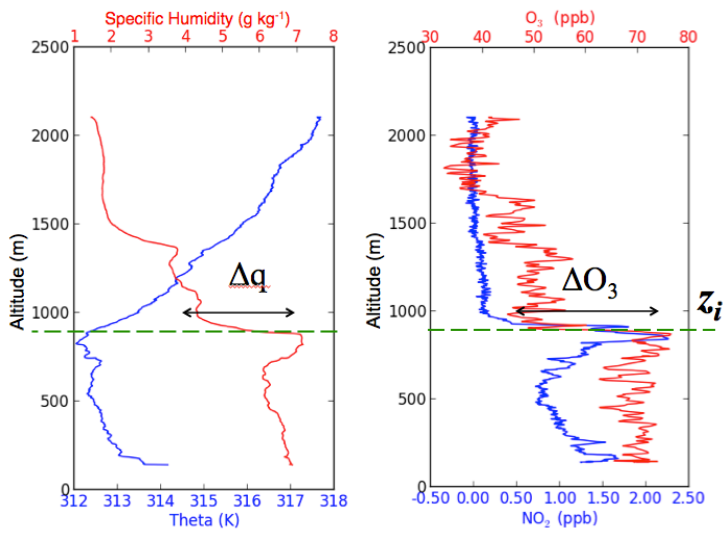 Specific Humidity (g kg⁻¹)
1 2 3 4 5 6 7 8
2500
2000
1500
1000
500
0
Altitude (m)
Δq
312 313 314 315 316 317 318
Theta (K)
O₃ (ppb)
30 40 50 60 70 80
2500
2000
1500
1000
500
0
Altitude (m)
ΔO₃
zᵢ
-0.50 0.00 0.50 1.00 1.50 2.00 2.50
NO₂ (ppb)